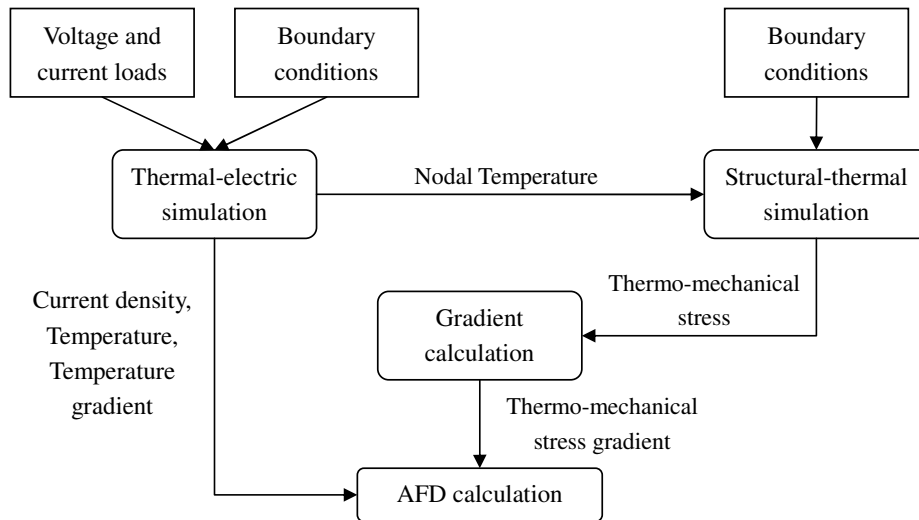 Voltage and
current loads
Boundary
conditions
Boundary
conditions
Thermal-electric
simulation
Nodal Temperature
Structural-thermal
simulation
Current density,
Temperature,
Temperature
gradient
Gradient
calculation
Thermo-mechanical
stress
Thermo-mechanical
stress gradient
AFD calculation